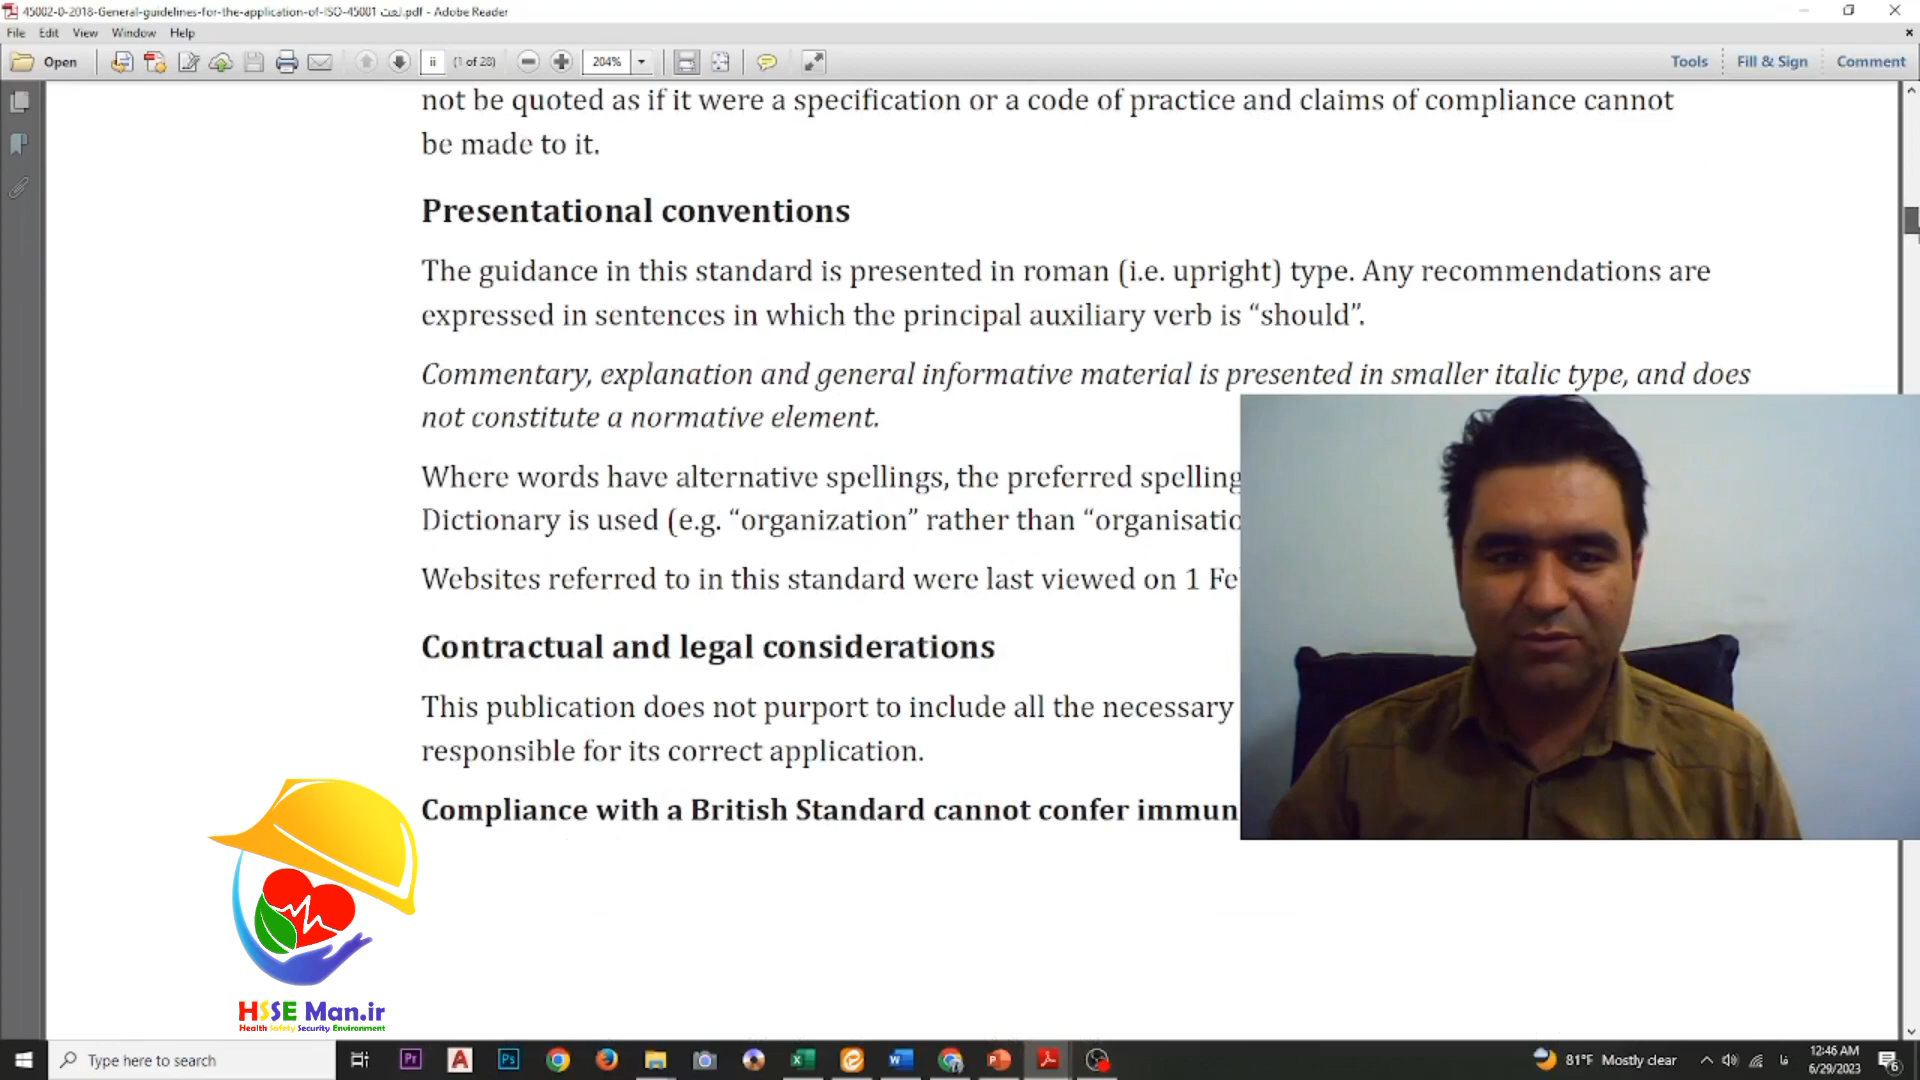 45002-0-2018-General-guidelines-for-the-application-of-ISO-45001 لغت.pdf - Adobe Reader
File Edit View Window Help
Open ii (1 of 28) 204% Tools Fill & Sign Comment
not be quoted as if it were a specification or a code of practice and claims of compliance cannot
be made to it.
Presentational conventions
The guidance in this standard is presented in roman (i.e. upright) type. Any recommendations are
expressed in sentences in which the principal auxiliary verb is “should”.
Commentary, explanation and general informative material is presented in smaller italic type, and does
not constitute a normative element.
Where words have alternative spellings, the preferred spelling
Dictionary is used (e.g. “organization” rather than “organisatio
Websites referred to in this standard were last viewed on 1 Fe
Contractual and legal considerations
This publication does not purport to include all the necessary
responsible for its correct application.
Compliance with a British Standard cannot confer immun
HSSE Man.ir
Health Safety Security Environment
Type here to search
Pr
Ps
81°F Mostly clear
فا
12:46 AM
6/29/2023
6